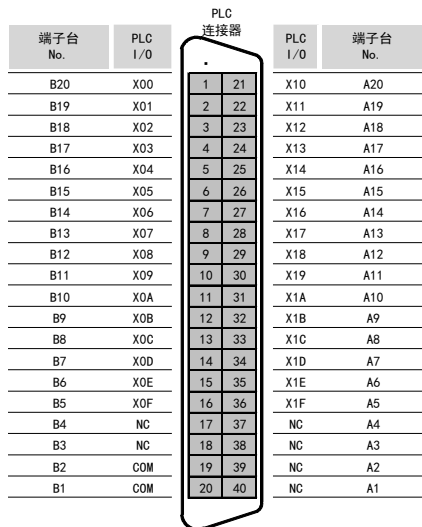 PLC
连接器
端子台 No. PLC I/O PLC I/O 端子台 No.
B20 X00 1 21 X10 A20
B19 X01 2 22 X11 A19
B18 X02 3 23 X12 A18
B17 X03 4 24 X13 A17
B16 X04 5 25 X14 A16
B15 X05 6 26 X15 A15
B14 X06 7 27 X16 A14
B13 X07 8 28 X17 A13
B12 X08 9 29 X18 A12
B11 X09 10 30 X19 A11
B10 X0A 11 31 X1A A10
B9 X0B 12 32 X1B A9
B8 X0C 13 33 X1C A8
B7 X0D 14 34 X1D A7
B6 X0E 15 35 X1E A6
B5 X0F 16 36 X1F A5
B4 NC 17 37 NC A4
B3 NC 18 38 NC A3
B2 COM 19 39 NC A2
B1 COM 20 40 NC A1